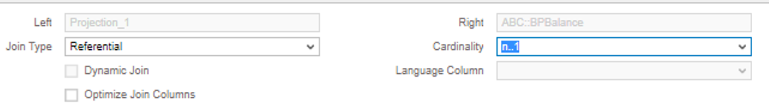 Left Projection_1 Right ABC::BPBalance
Join Type Referential Cardinality n..1
Dynamic Join Language Column
Optimize Join Columns